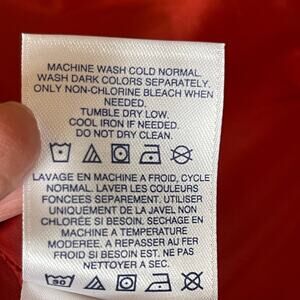 MACHINE WASH COLD NORMAL.
WASH DARK COLORS SEPARATELY,
ONLY NON-CHLORINE BLEACH WHEN
NEEDED.
TUMBLE DRY LOW.
COOL IRON IF NEEDED.
DO NOT DRY CLEAN.
LAVAGE EN MACHINE A FROID, CYCLE
NORMAL. LAVER LES COULEURS
FONCEES SEPAREMENT. UTILISER
UNIQUEMENT DE LA JAVEL NON
CHLORÉE SI BESOIN. SECHAGE EN
MACHINE A TEMPERATURE
MODEREE. A REPASSER AU FER
FROID SI BESOIN EST. NE PAS
NETTOYER A SEC.
30